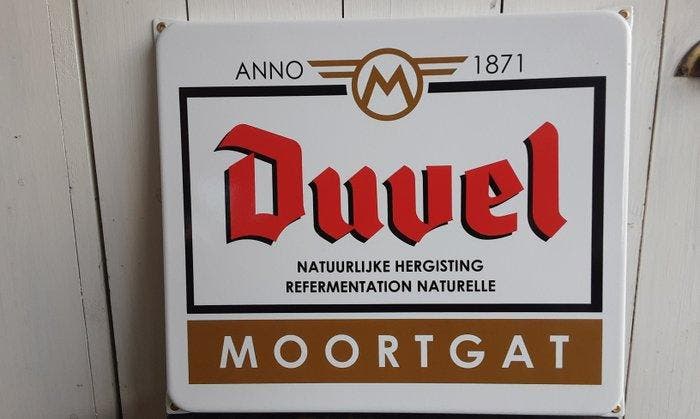 ANNO M 1871
Duvel
NATUURLIJKE HERGISTING
REFERMENTATION NATURELLE
MOORTGAT